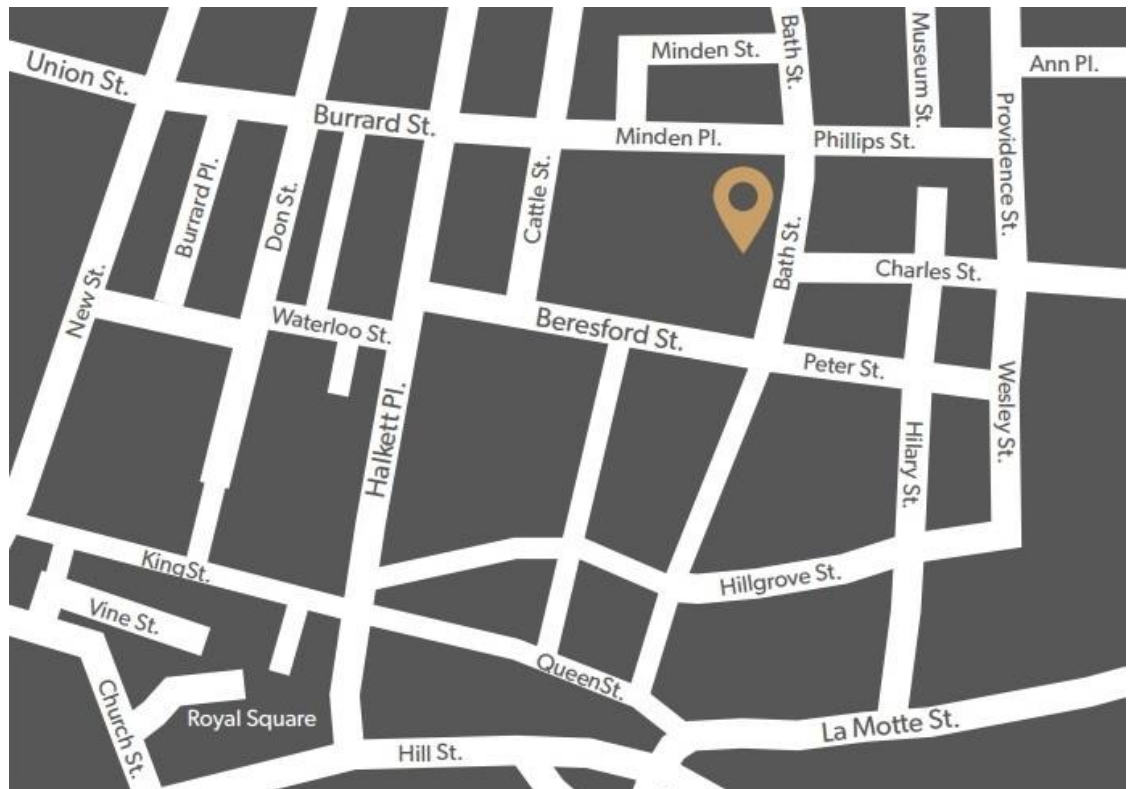 Union St.
Burrard St.
Minden St.
Bath St.
Museum St.
Ann Pl.
Minden Pl.
Phillips St.
Providence St.
Burrard Pl.
Don St.
Cattle St.
Bath St.
Charles St.
New St.
Waterloo St.
Beresford St.
Peter St.
Wesley St.
Halkett Pl.
Hilary St.
KingSt.
Hillgrove St.
Vine St.
QueenSt.
Church St.
Royal Square
Hill St.
La Motte St.